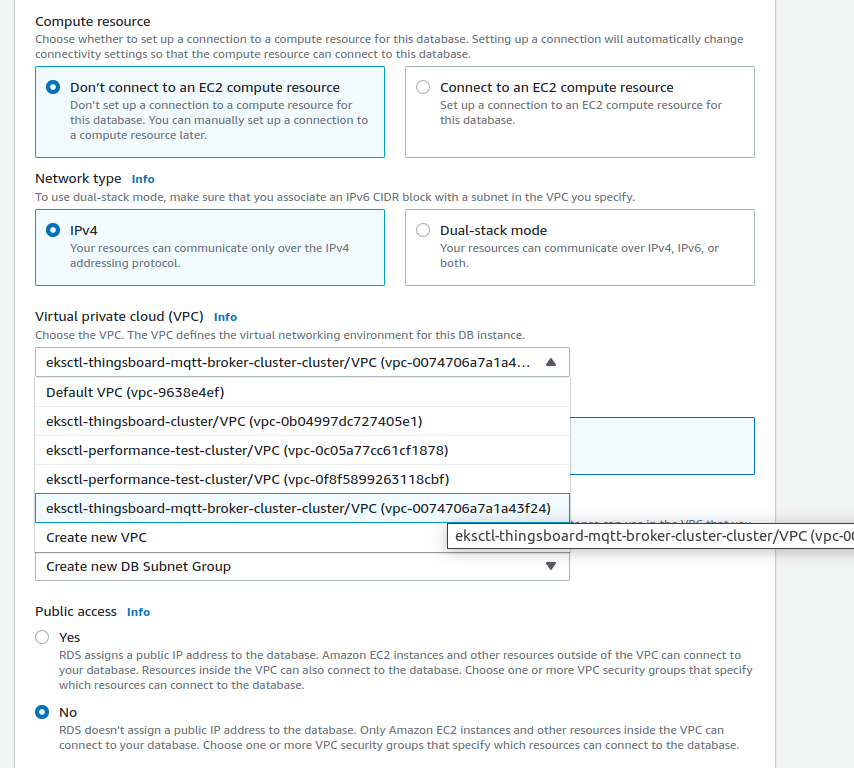 Compute resource
Choose whether to set up a connection to a compute resource for this database. Setting up a connection will automatically change
connectivity settings so that the compute resource can connect to this database.
Don't connect to an EC2 compute resource
Don't set up a connection to a compute resource for
this database. You can manually set up a connection to
a compute resource later.
Connect to an EC2 compute resource
Set up a connection to an EC2 compute resource for
this database.
Network type Info
To use dual-stack mode, make sure that you associate an IPv6 CIDR block with a subnet in the VPC you specify.
IPv4
Your resources can communicate only over the IPv4
addressing protocol.
Dual-stack mode
Your resources can communicate over IPv4, IPv6, or
both.
Virtual private cloud (VPC) Info
Choose the VPC. The VPC defines the virtual networking environment for this DB instance.
eksctl-thingsboard-mqtt-broker-cluster-cluster/VPC (vpc-0074706a7a1a4...
Default VPC (vpc-9638e4ef)
eksctl-thingsboard-cluster/VPC (vpc-0b04997dc727405e1)
eksctl-performance-test-cluster/VPC (vpc-0c05a77cc61cf1878)
eksctl-performance-test-cluster/VPC (vpc-0f8f5899263118cbf)
eksctl-thingsboard-mqtt-broker-cluster-cluster/VPC (vpc-0074706a7a1a43f24)
Create new VPC
eksctl-thingsboard-mqtt-broker-cluster-cluster/VPC (vpc-00
Create new DB Subnet Group
Public access Info
Yes
RDS assigns a public IP address to the database. Amazon EC2 instances and other resources outside of the VPC can connect to
your database. Resources inside the VPC can also connect to the database. Choose one or more VPC security groups that specify
which resources can connect to the database.
No
RDS doesn't assign a public IP address to the database. Only Amazon EC2 instances and other resources inside the VPC can
connect to your database. Choose one or more VPC security groups that specify which resources can connect to the database.